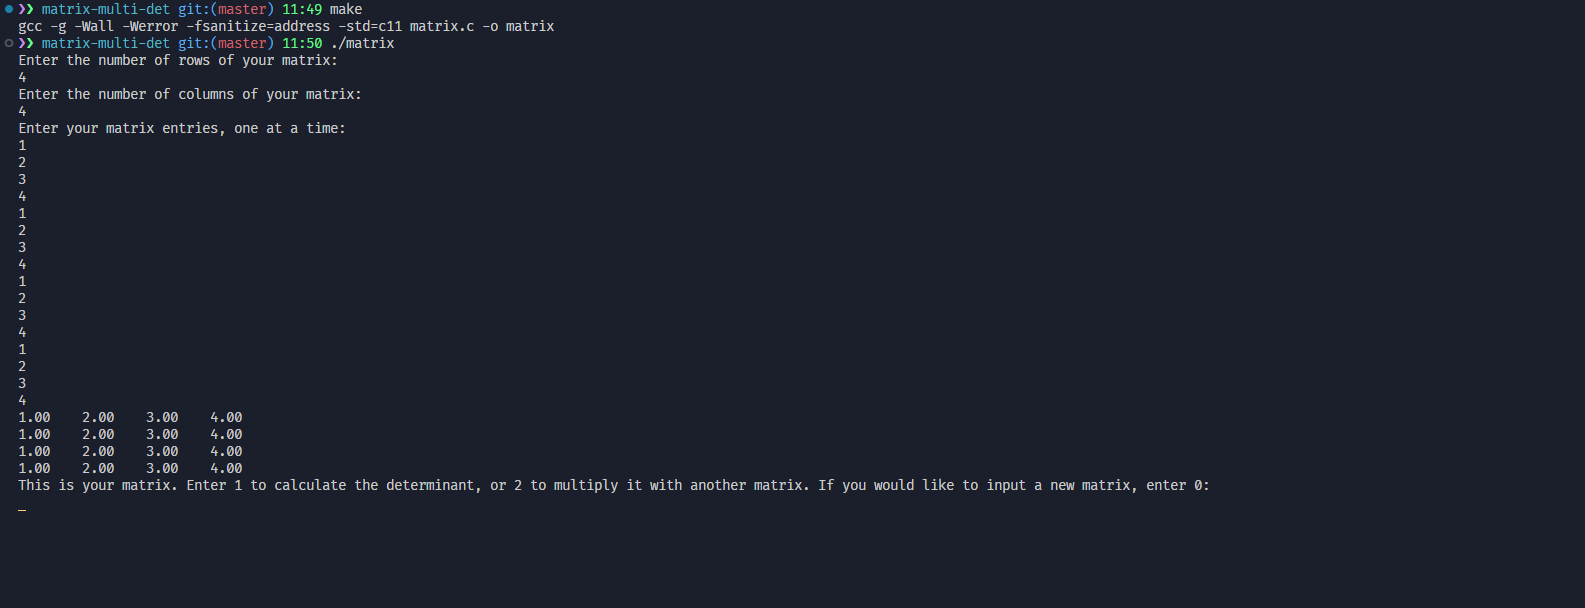 ❯❯ matrix-multi-det git:(master) 11:49 make
gcc -g -Wall -Werror -fsanitize=address -std=c11 matrix.c -o matrix
❯❯ matrix-multi-det git:(master) 11:50 ./matrix
Enter the number of rows of your matrix:
4
Enter the number of columns of your matrix:
4
Enter your matrix entries, one at a time:
1
2
3
4
1
2
3
4
1
2
3
4
1
2
3
4
1.00    2.00    3.00    4.00
1.00    2.00    3.00    4.00
1.00    2.00    3.00    4.00
1.00    2.00    3.00    4.00
This is your matrix. Enter 1 to calculate the determinant, or 2 to multiply it with another matrix. If you would like to input a new matrix, enter 0: